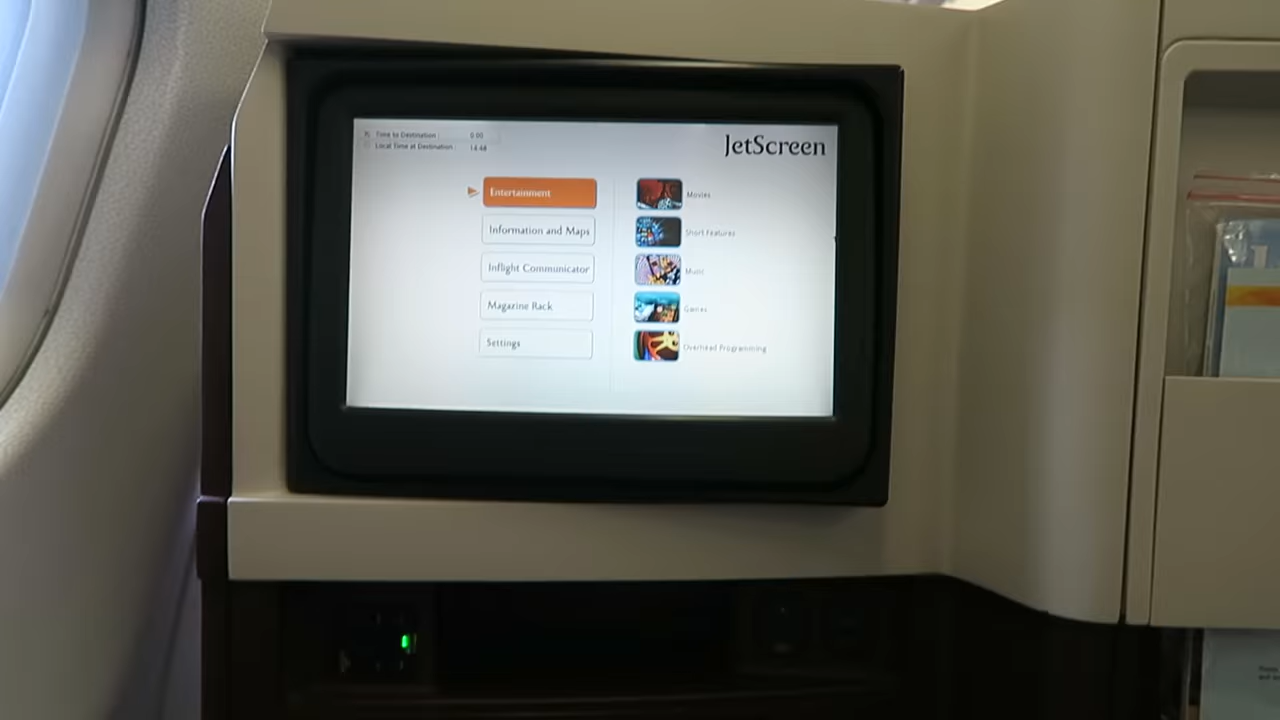 Time to Destination : 0:00
Local Time at Destination : 14:48
JetScreen
Entertainment
Information and Maps
Inflight Communicator
Magazine Rack
Settings
Movies
Short Features
Music
Games
Overhead Programming